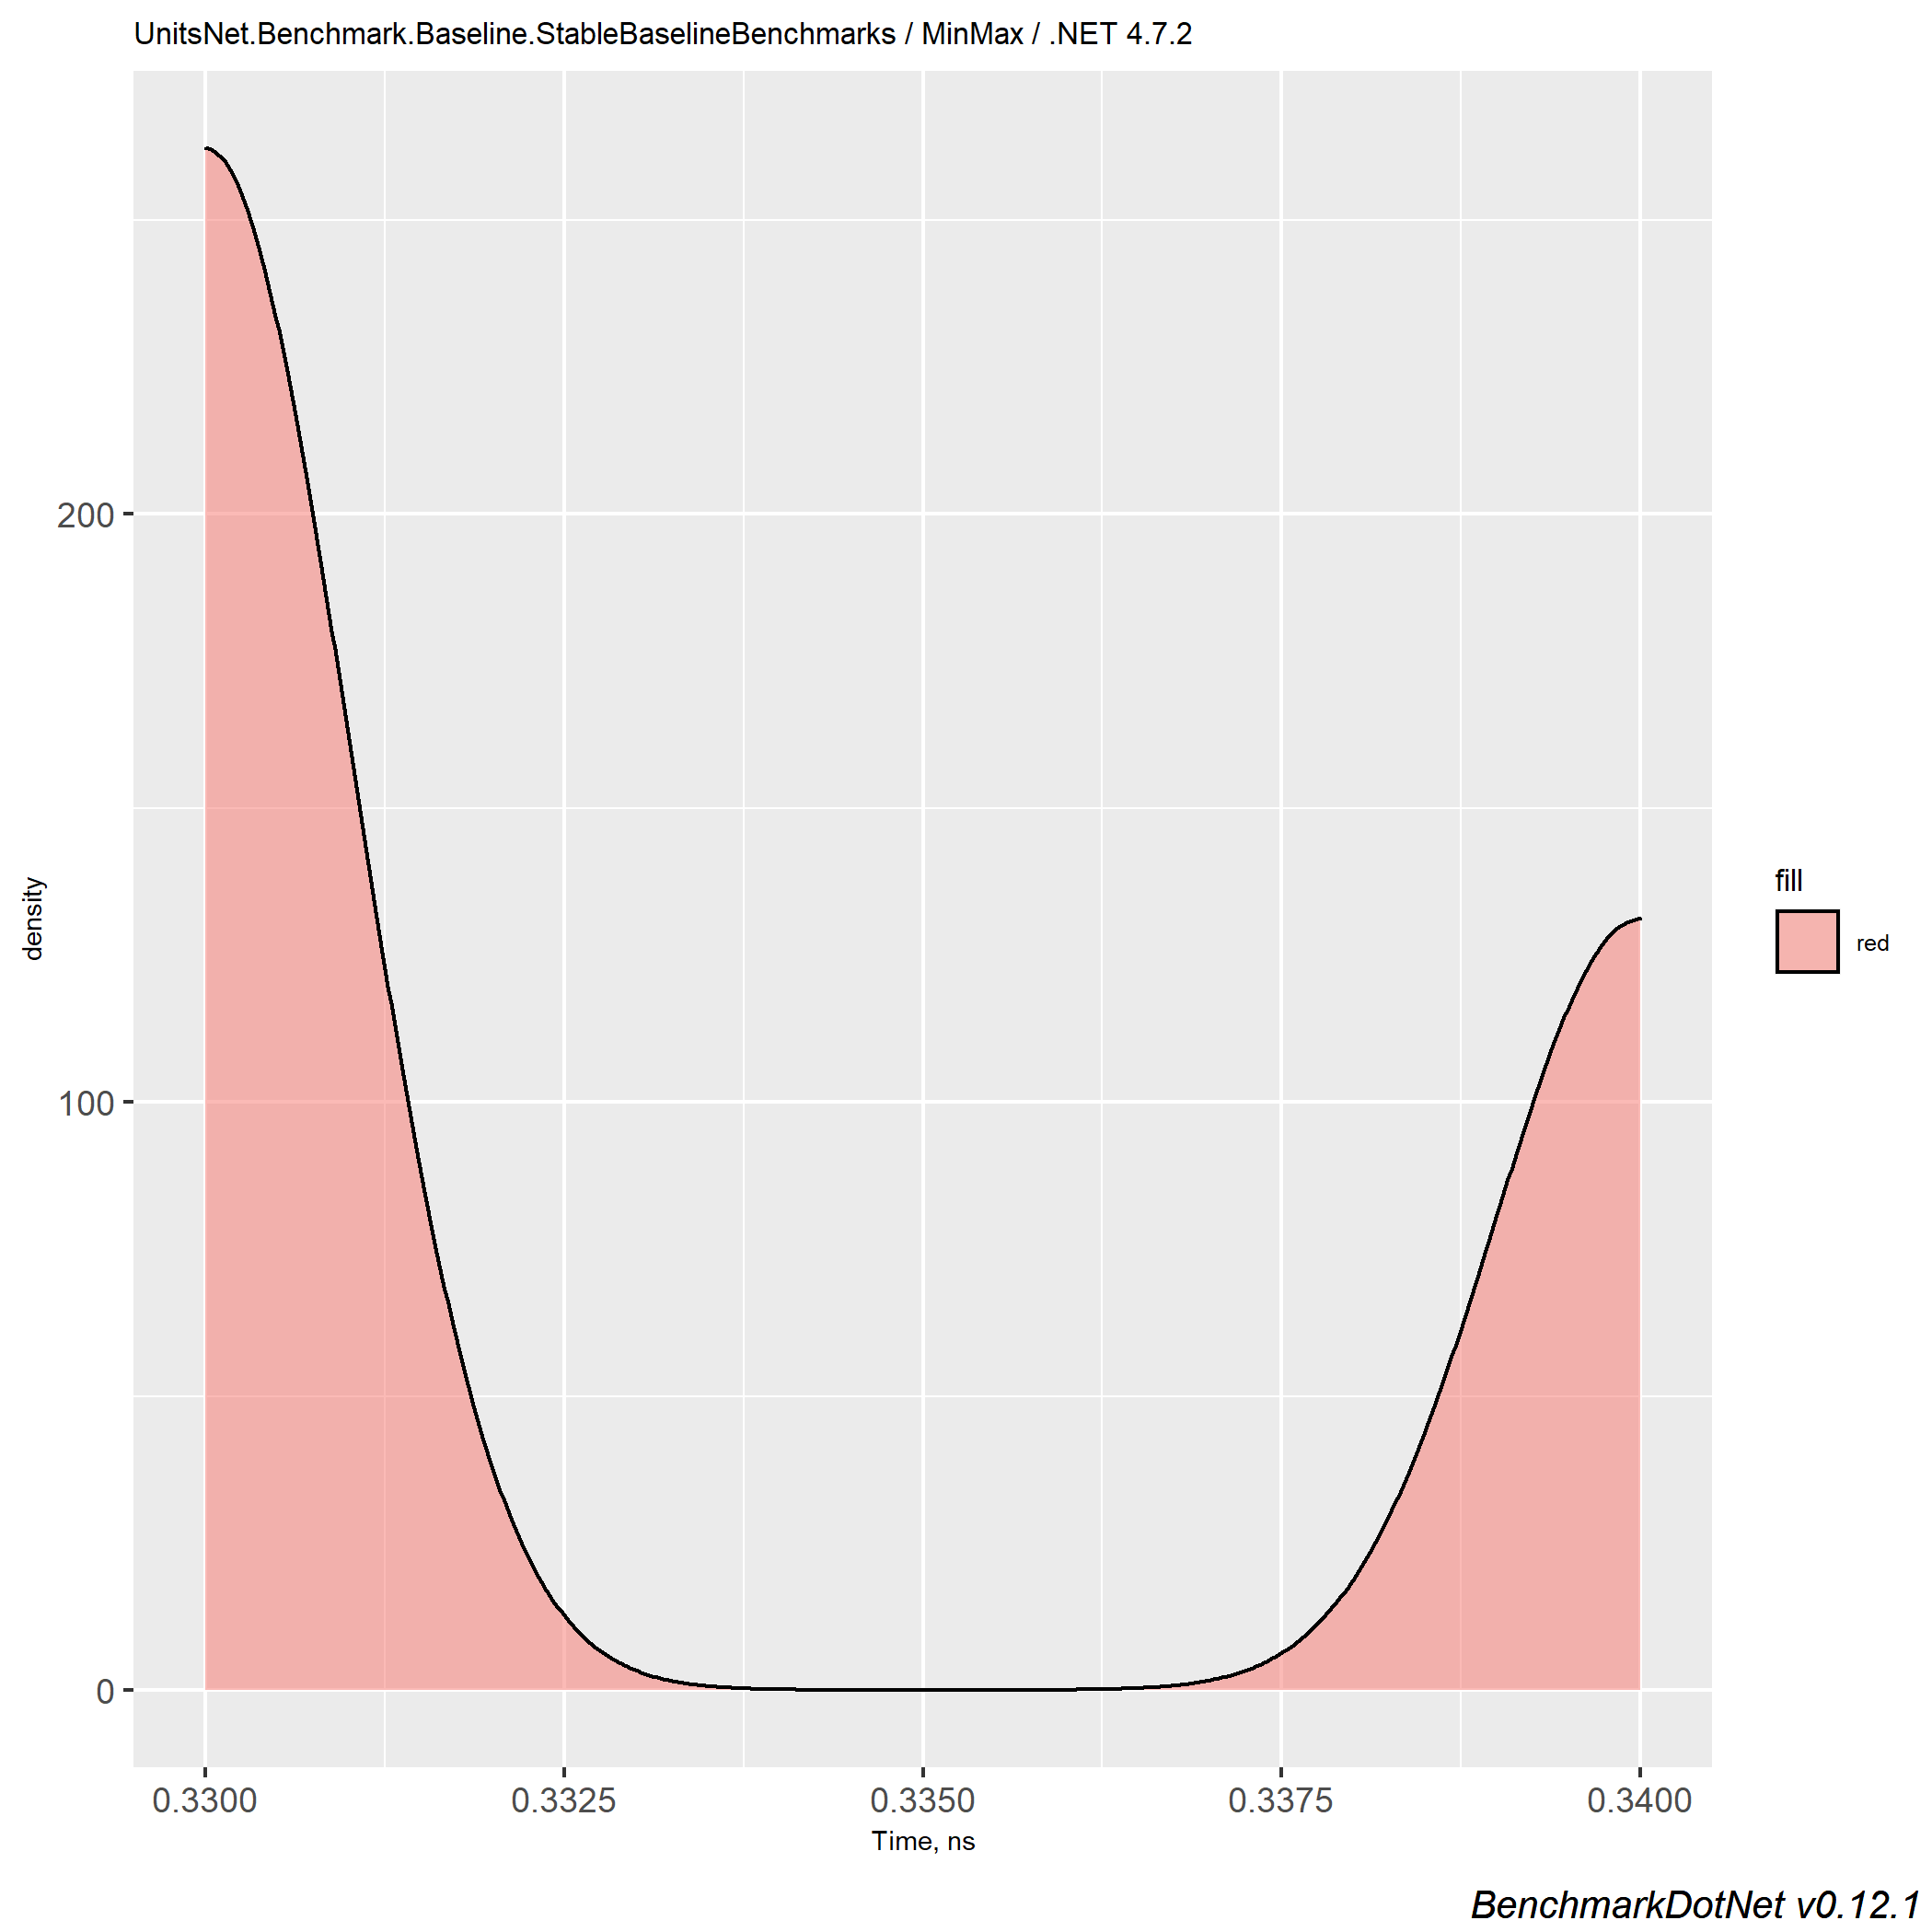 UnitsNet.Benchmark.Baseline.StableBaselineBenchmarks / MinMax / .NET 4.7.2
density
200
100
0
0.3300
0.3325
0.3350
0.3375
0.3400
Time, ns
fill
red
BenchmarkDotNet v0.12.1